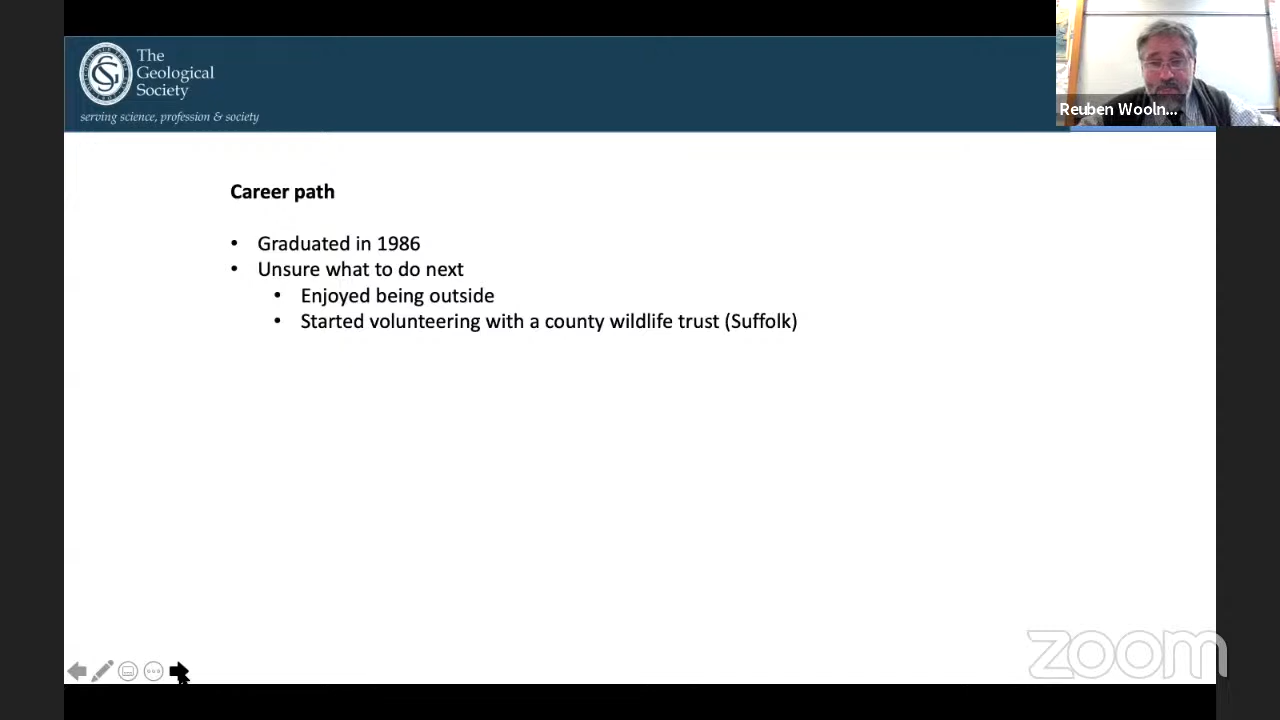 The
Geological
Society
serving science, profession & society
Reuben Wooln...
Career path
• Graduated in 1986
• Unsure what to do next
• Enjoyed being outside
• Started volunteering with a county wildlife trust (Suffolk)
zoom